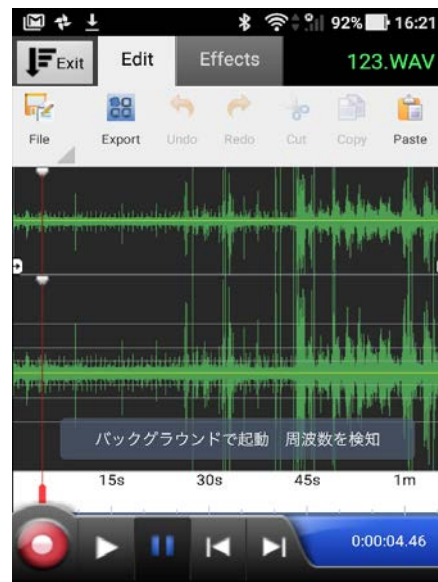 92% 16:21
Exit Edit Effects 123.WAV
File Export Undo Redo Cut Copy Paste
バックグラウンドで起動 周波数を検知
15s 30s 45s 1m
0:00:04.46